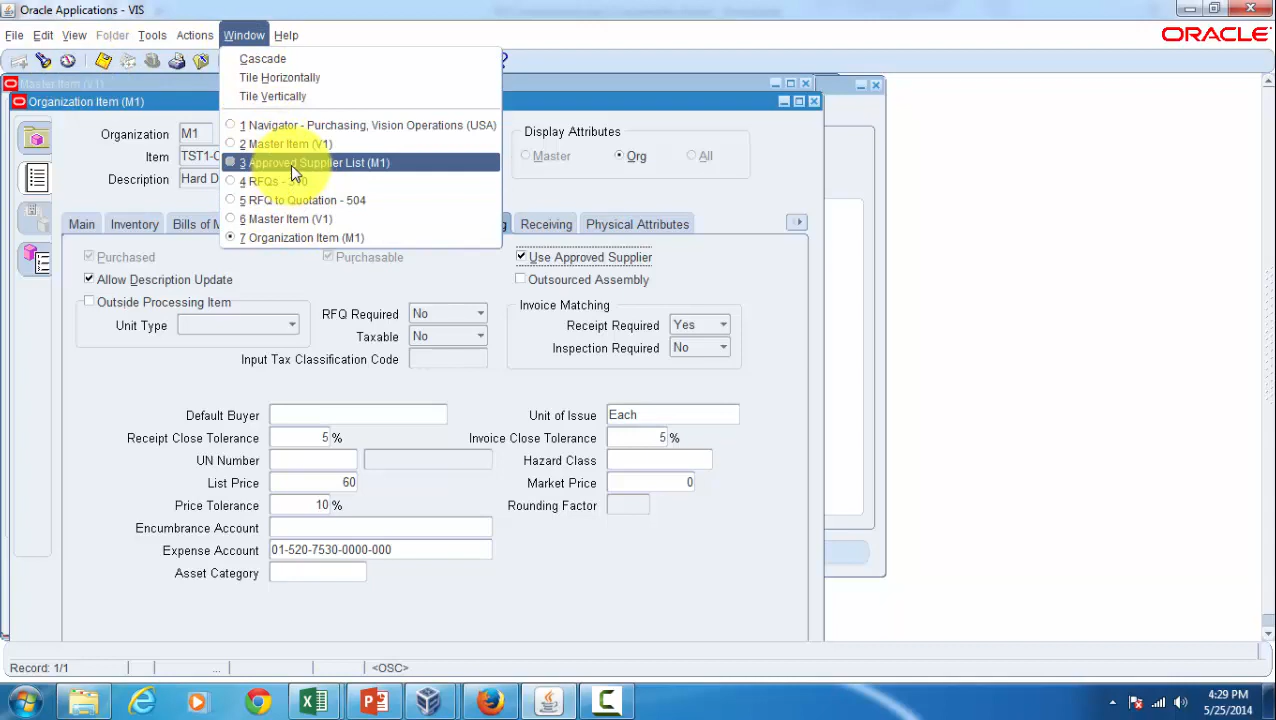 Oracle Applications - VIS
File Edit View Folder Tools Actions Window Help
ORACLE
Cascade
Tile Horizontally
Tile Vertically
1 Navigator - Purchasing, Vision Operations (USA)
2 Master Item (V1)
3 Approved Supplier List (M1)
4 RFQs -
5 RFQ to Quotation - 504
6 Master Item (V1)
7 Organization Item (M1)
Master Item (V1)
Organization Item (M1)
Organization M1
Item TST1-
Description Hard D
Display Attributes
Master Org All
Main Inventory Bills of M Receiving Physical Attributes
Purchased Purchasable Use Approved Supplier
Allow Description Update Outsourced Assembly
Outside Processing Item
Unit Type
RFQ Required No
Taxable No
Input Tax Classification Code
Invoice Matching
Receipt Required Yes
Inspection Required No
Default Buyer Unit of Issue Each
Receipt Close Tolerance 5 % Invoice Close Tolerance 5 %
UN Number Hazard Class
List Price 60 Market Price 0
Price Tolerance 10 % Rounding Factor
Encumbrance Account
Expense Account 01-520-7530-0000-000
Asset Category
Record: 1/1 ... <OSC>
4:29 PM
5/25/2014